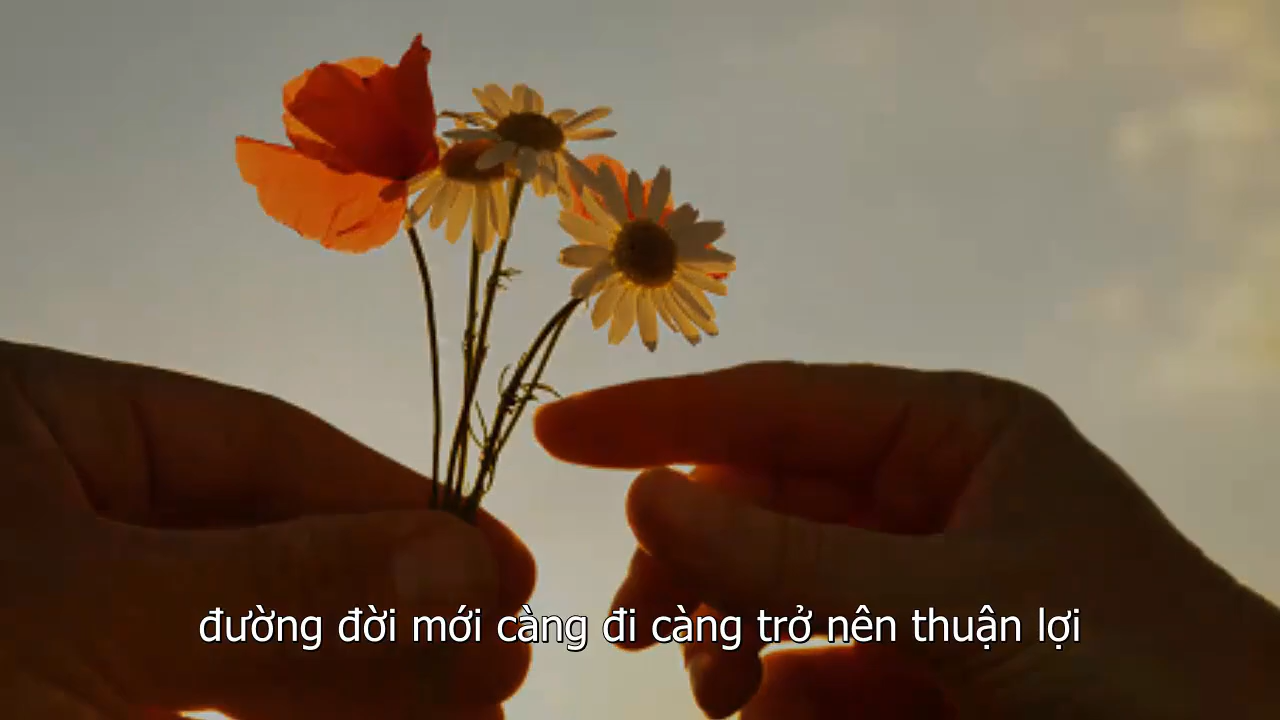 đường đời mới càng đi càng trở nên thuận lợi